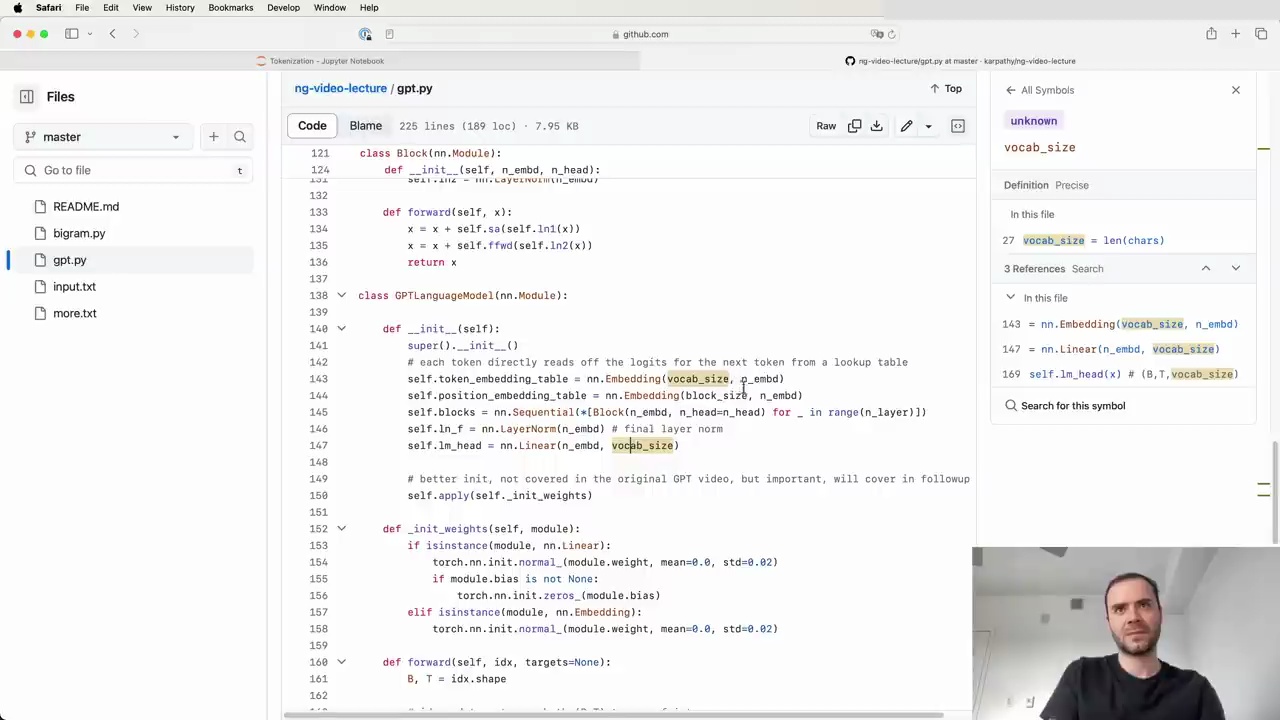 Safari File Edit View History Bookmarks Develop Window Help
github.com
Tokenization - Jupyter Notebook
ng-video-lecture/gpt.py at master · karpathy/ng-video-lecture
Files
master
Go to file
t
README.md
bigram.py
gpt.py
input.txt
more.txt
ng-video-lecture / gpt.py
Top
Code Blame 225 lines (189 loc) · 7.95 KB
Raw
121 class Block(nn.Module):
124 def __init__(self, n_embd, n_head):
131 self.ln2 = nn.LayerNorm(n_embd)
132
133 def forward(self, x):
134 x = x + self.sa(self.ln1(x))
135 x = x + self.ffwd(self.ln2(x))
136 return x
137
138 class GPTLanguageModel(nn.Module):
139
140 def __init__(self):
141 super().__init__()
142 # each token directly reads off the logits for the next token from a lookup table
143 self.token_embedding_table = nn.Embedding(vocab_size, n_embd)
144 self.position_embedding_table = nn.Embedding(block_size, n_embd)
145 self.blocks = nn.Sequential(*[Block(n_embd, n_head=n_head) for _ in range(n_layer)])
146 self.ln_f = nn.LayerNorm(n_embd) # final layer norm
147 self.lm_head = nn.Linear(n_embd, vocab_size)
148
149 # better init, not covered in the original GPT video, but important, will cover in followup
150 self.apply(self._init_weights)
151
152 def _init_weights(self, module):
153 if isinstance(module, nn.Linear):
154 torch.nn.init.normal_(module.weight, mean=0.0, std=0.02)
155 if module.bias is not None:
156 torch.nn.init.zeros_(module.bias)
157 elif isinstance(module, nn.Embedding):
158 torch.nn.init.normal_(module.weight, mean=0.0, std=0.02)
159
160 def forward(self, idx, targets=None):
161 B, T = idx.shape
162
All Symbols
unknown
vocab_size
Definition Precise
In this file
27 vocab_size = len(chars)
3 References Search
In this file
143 = nn.Embedding(vocab_size, n_embd)
147 = nn.Linear(n_embd, vocab_size)
169 self.lm_head(x) # (B,T,vocab_size)
Search for this symbol